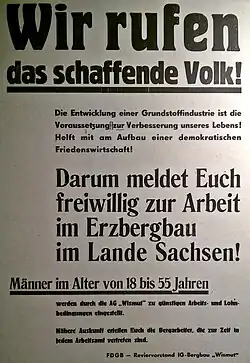 Wir rufen
das schaffende Volk!
Die Entwicklung einer Grundstoffindustrie ist die
Voraussetzung zur Verbesserung unseres Lebens!
Helft mit am Aufbau einer demokratischen
Friedenswirtschaft!
Darum meldet Euch
freiwillig zur Arbeit
im Erzbergbau
im Lande Sachsen!
Männer im Alter von 18 bis 55 Jahren
werden durch die AG „Wismut” zu günstigen Arbeits- und Lohn-
bedingungen eingestellt.
Nähere Auskunft erteilen Euch die Bergarbeiter, die zur Zeit in
jedem Arbeitsamt vertreten sind.
FDGB – Reviervorstand IG-Bergbau „Wismut”